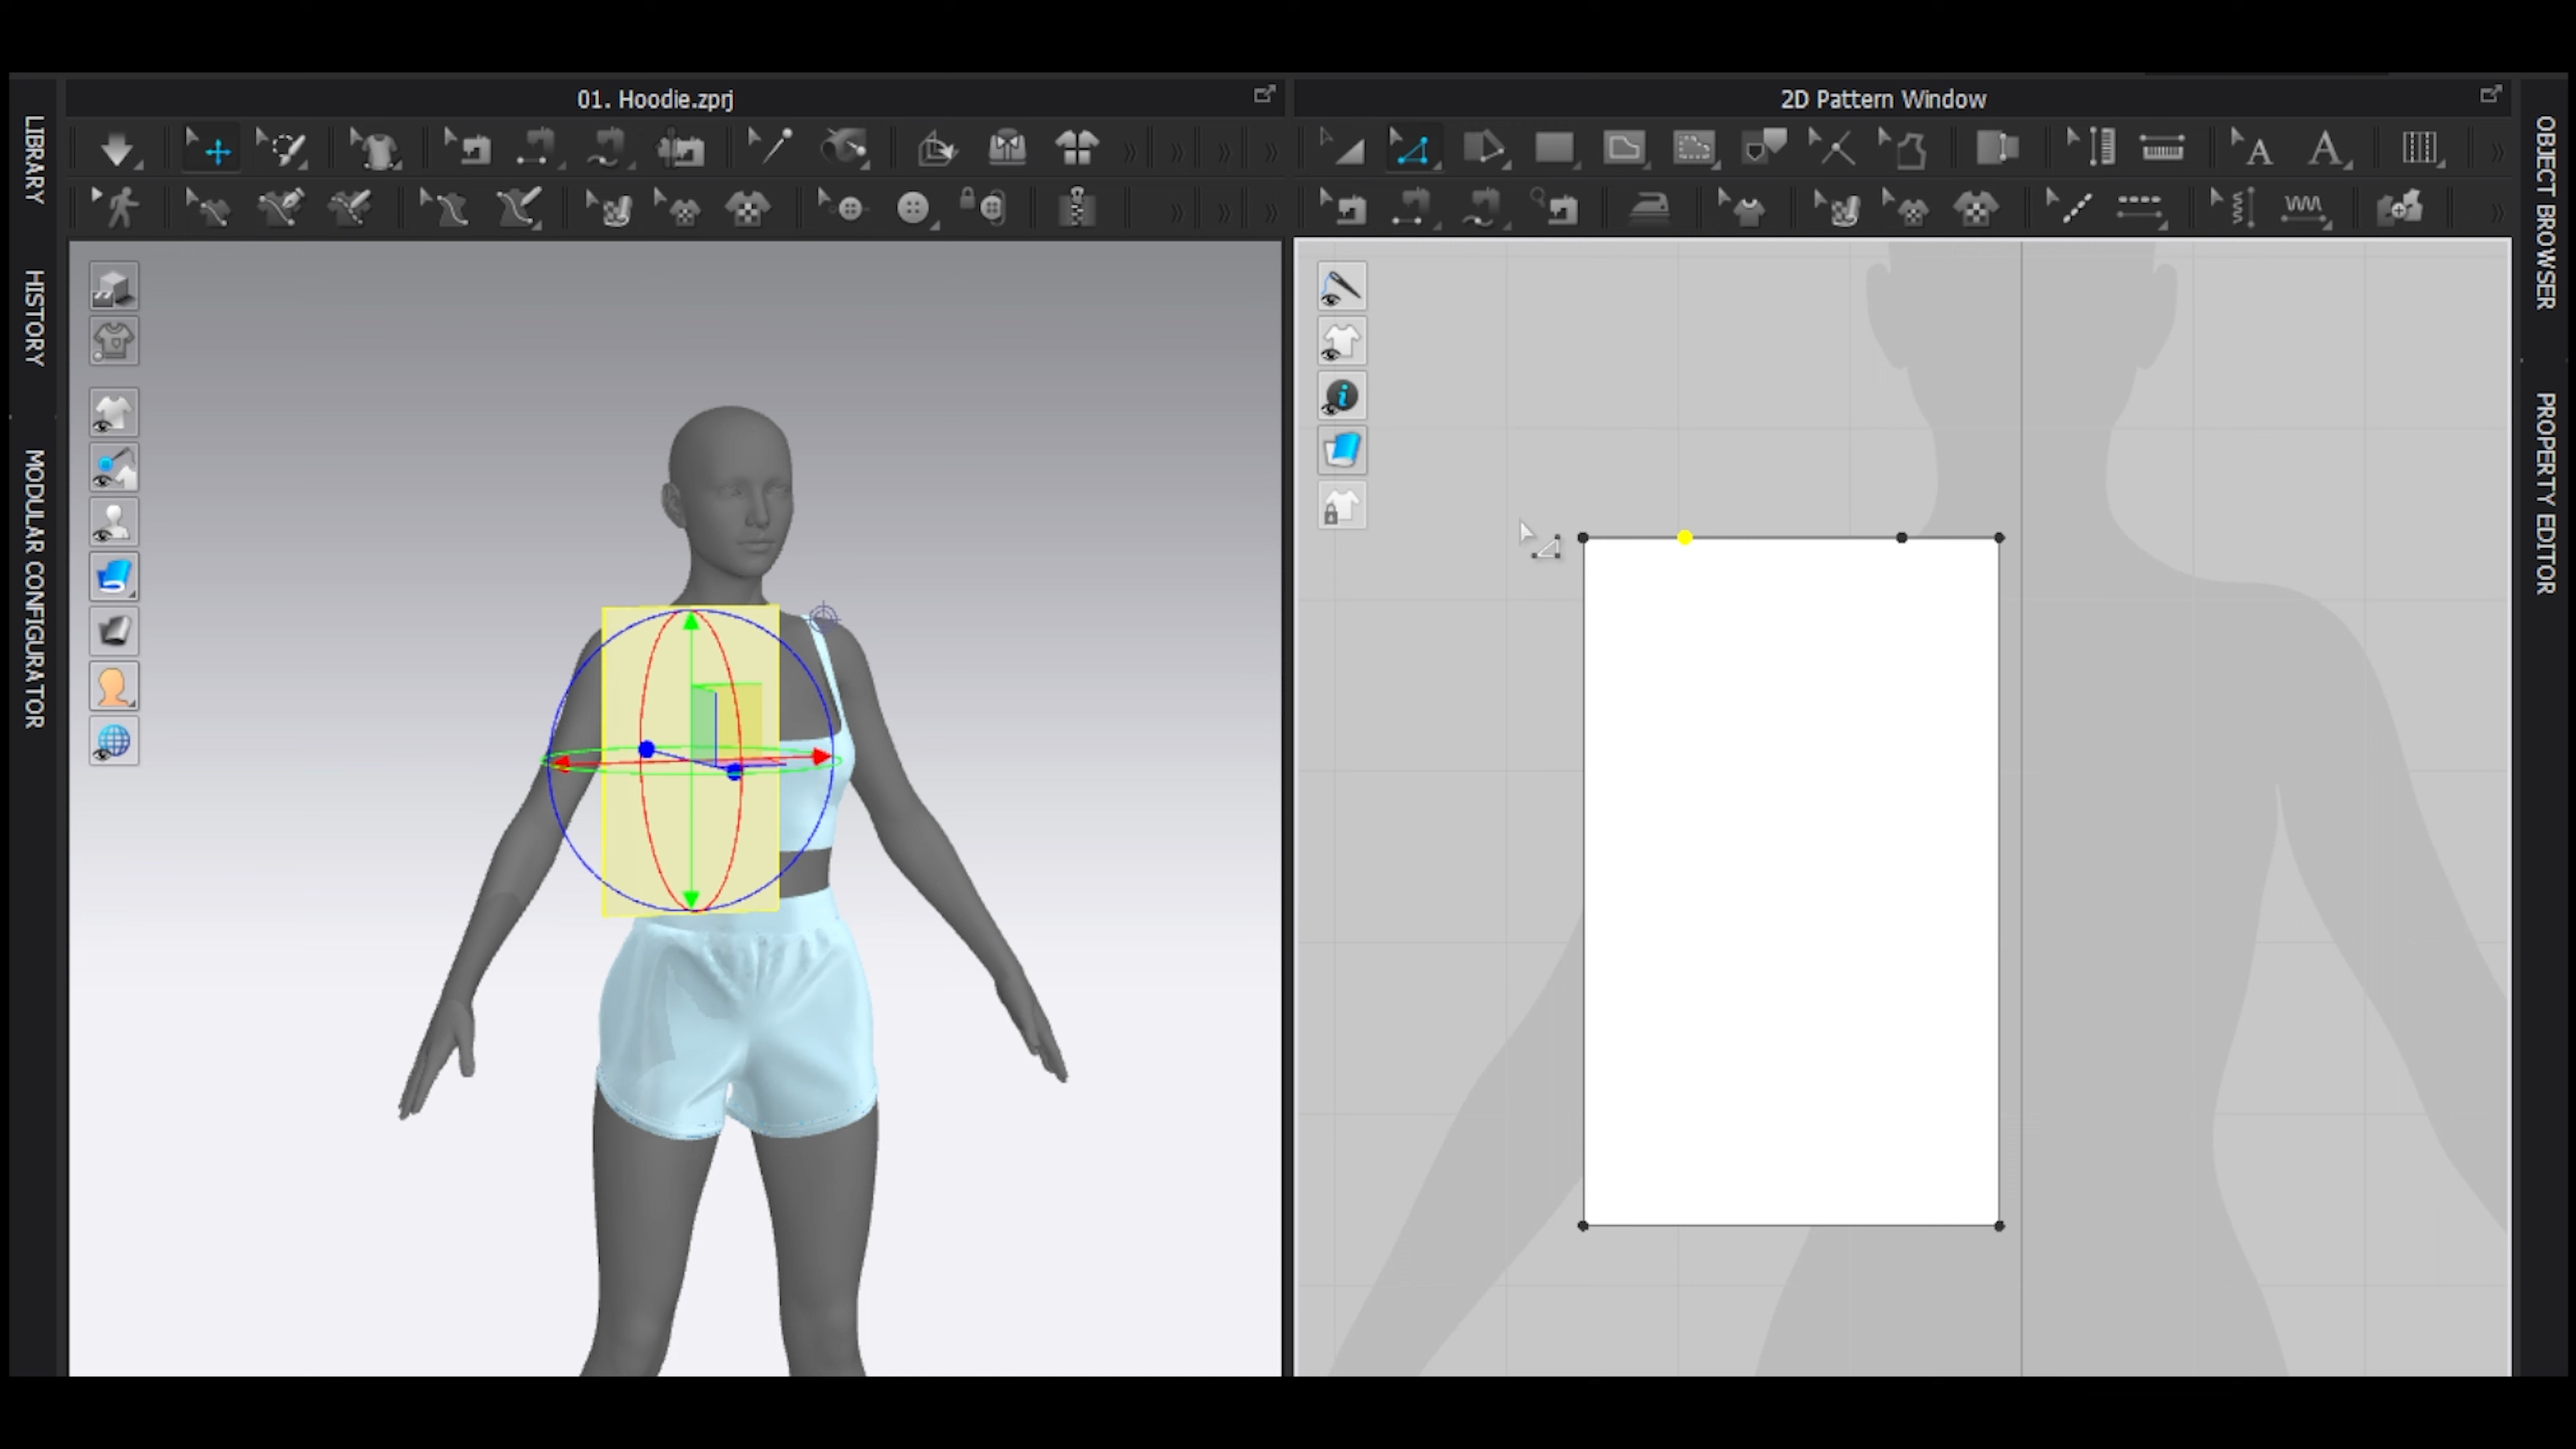 01. Hoodie.zprj
2D Pattern Window
LIBRARY
HISTORY
MODULAR CONFIGURATOR
OBJECT BROWSER
PROPERTY EDITOR
A
A